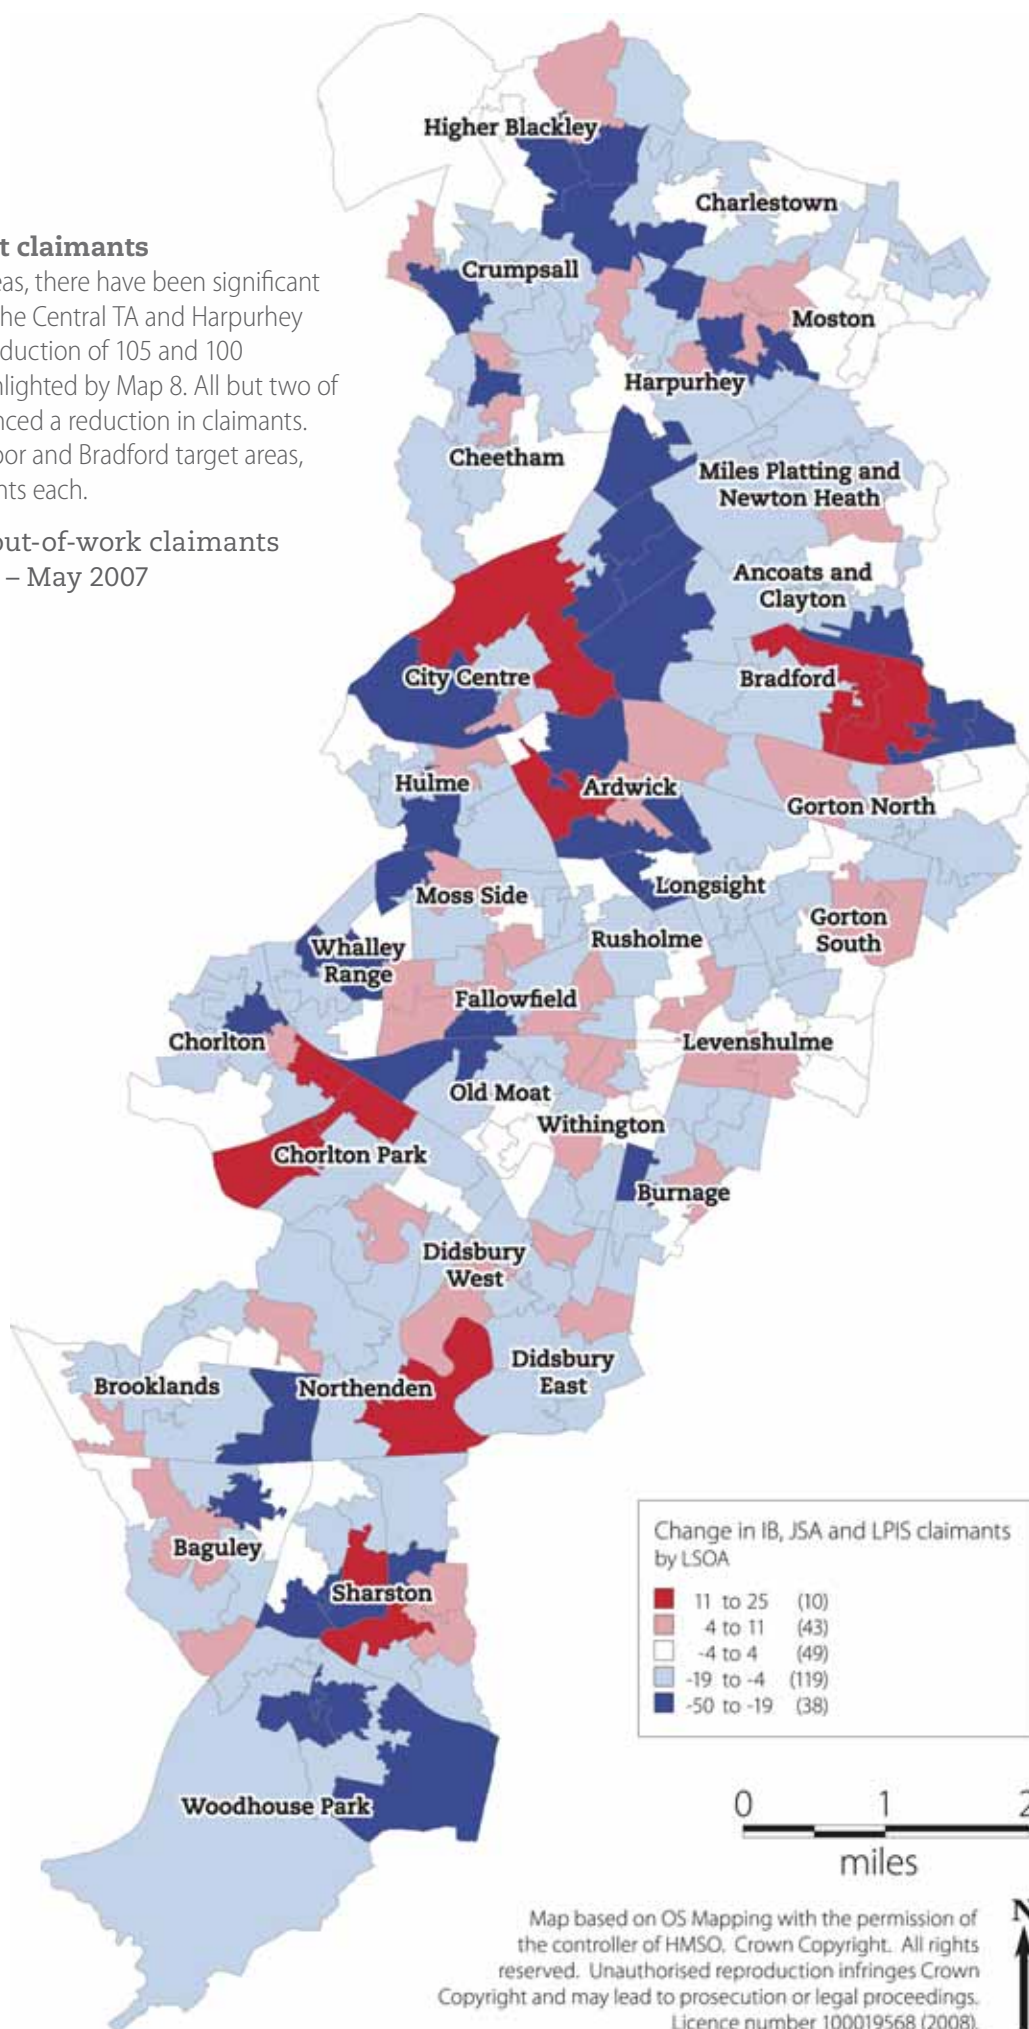 t claimants
eas, there have been significant
he Central TA and Harpurhey
duction of 105 and 100
nlighted by Map 8. All but two of
nced a reduction in claimants.
oor and Bradford target areas,
nts each.
out-of-work claimants
– May 2007
Higher Blackley
Charlestown
Crumpsall
Moston
Harpurhey
Cheetham
Miles Platting and
Newton Heath
Ancoats and
Clayton
City Centre
Bradford
Hulme
Ardwick
Gorton North
Longsight
Moss Side
Gorton
South
Rusholme
Whalley
Range
Fallowfield
Chorlton
Levenshulme
Old Moat
Withington
Chorlton Park
Burnage
Didsbury
West
Didsbury
East
Brooklands
Northenden
Baguley
Sharston
Woodhouse Park
Change in IB, JSA and LPIS claimants
by LSOA
11 to 25 (10)
4 to 11 (43)
-4 to 4 (49)
-19 to -4 (119)
-50 to -19 (38)
0 1 2
miles
N
Map based on OS Mapping with the permission of
the controller of HMSO. Crown Copyright. All rights
reserved. Unauthorised reproduction infringes Crown
Copyright and may lead to prosecution or legal proceedings.
Licence number 100019568 (2008).